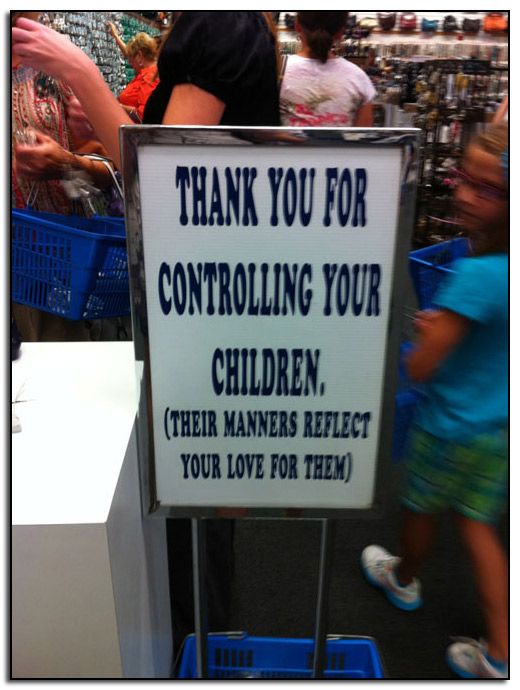 THANK YOU FOR
CONTROLLING YOUR
CHILDREN.
(THEIR MANNERS REFLECT
YOUR LOVE FOR THEM)